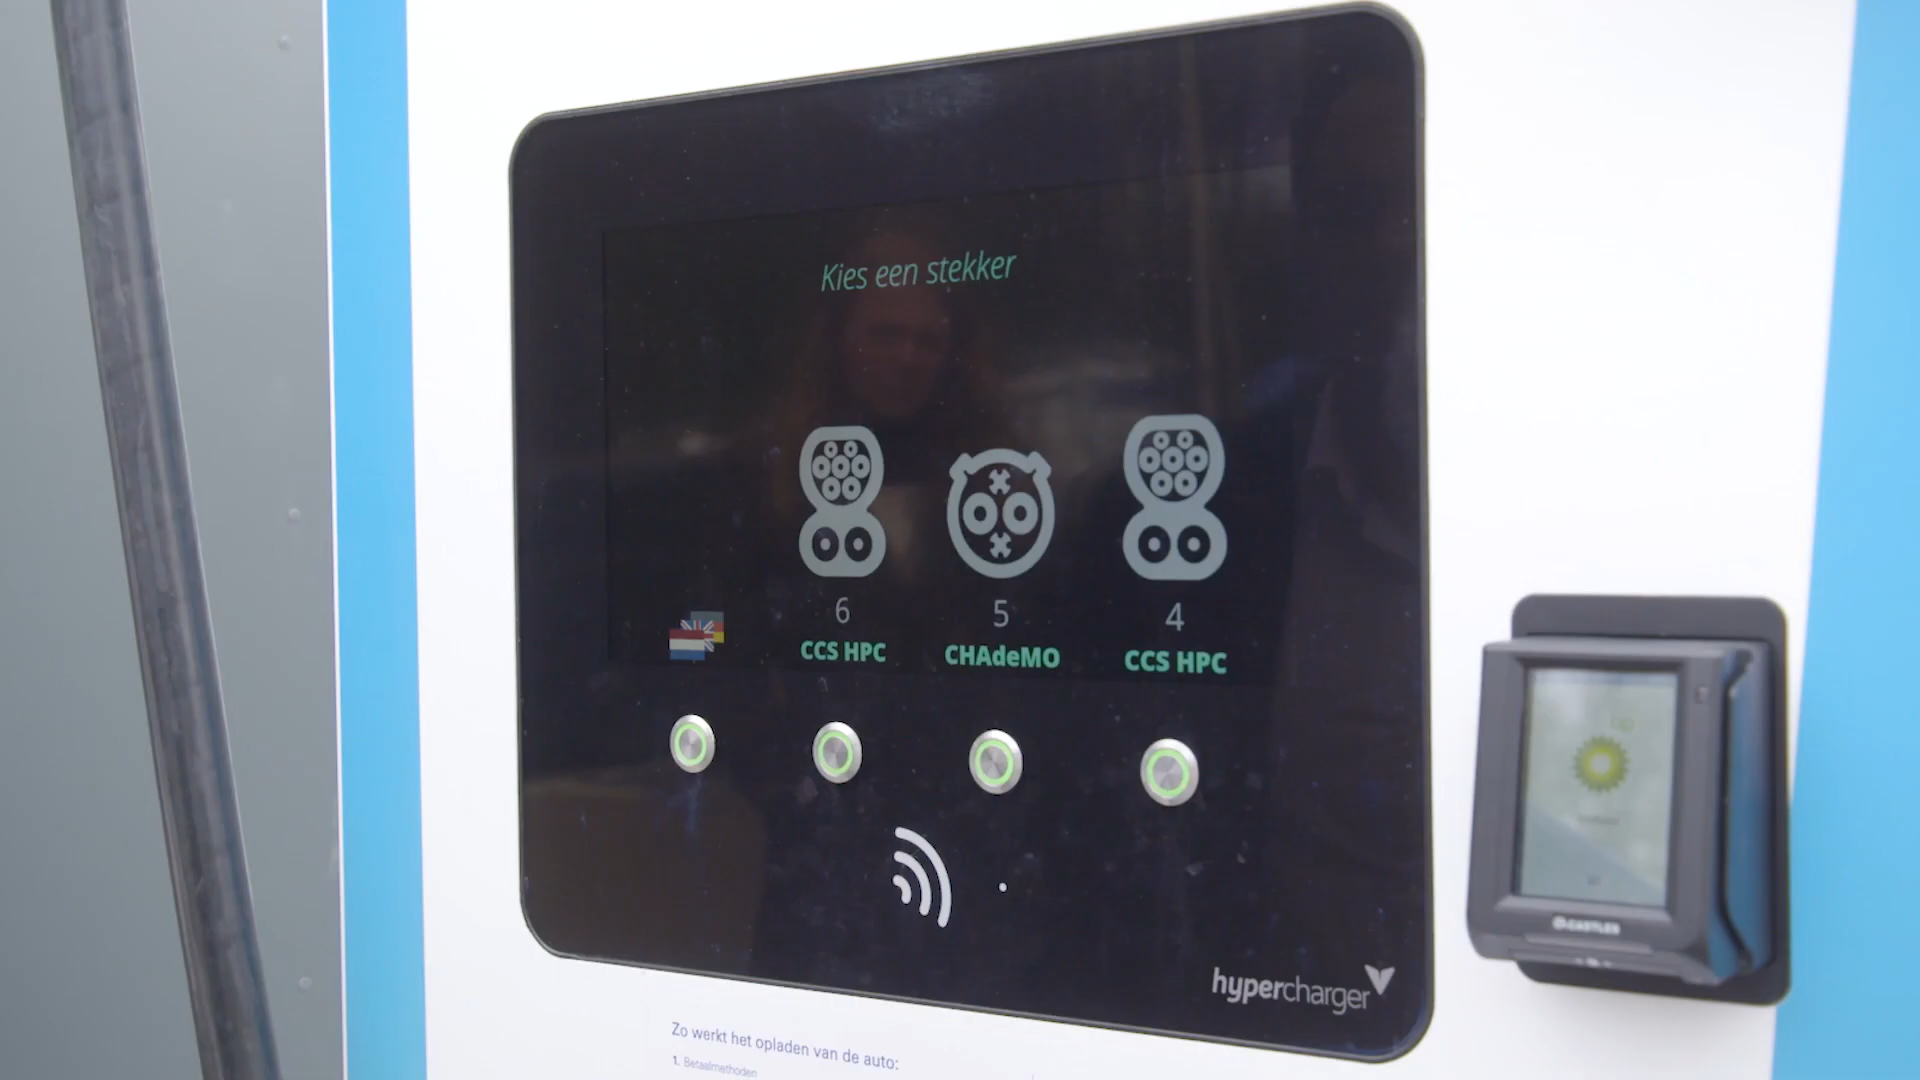 Kies een stekker
6 5 4
CCS HPC CHAdeMO CCS HPC
hypercharger
CASTLES
Zo werkt het opladen van de auto:
1. Betaalmethoden